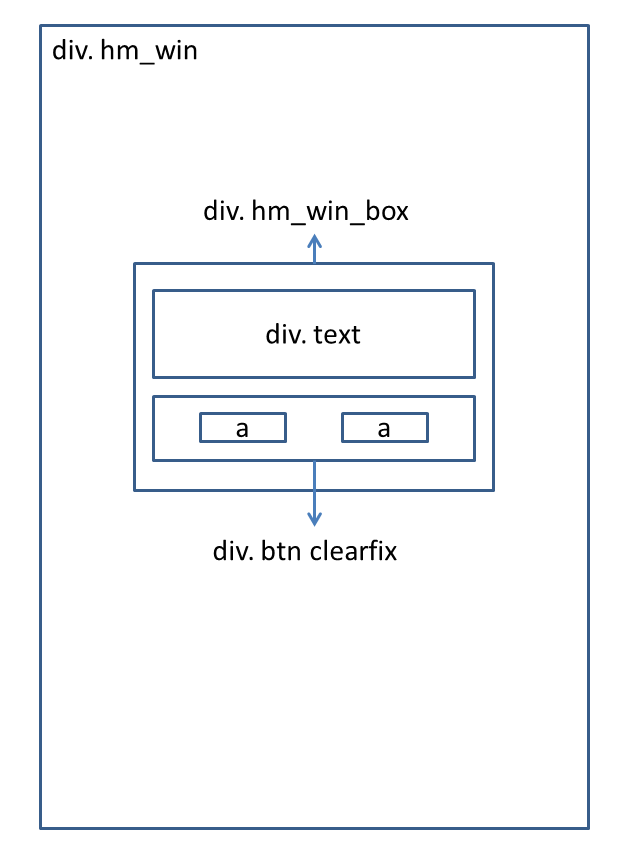 div. hm_win
div. hm_win_box
div. text
a a
div. btn clearfix